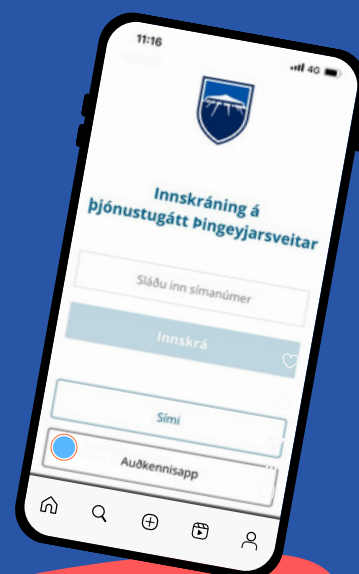 11:16
4G
Innskráning á
þjónustugátt Þingeyjarsveitar
Sláðu inn símanúmer
Innskrá
Sími
Auðkennisapp